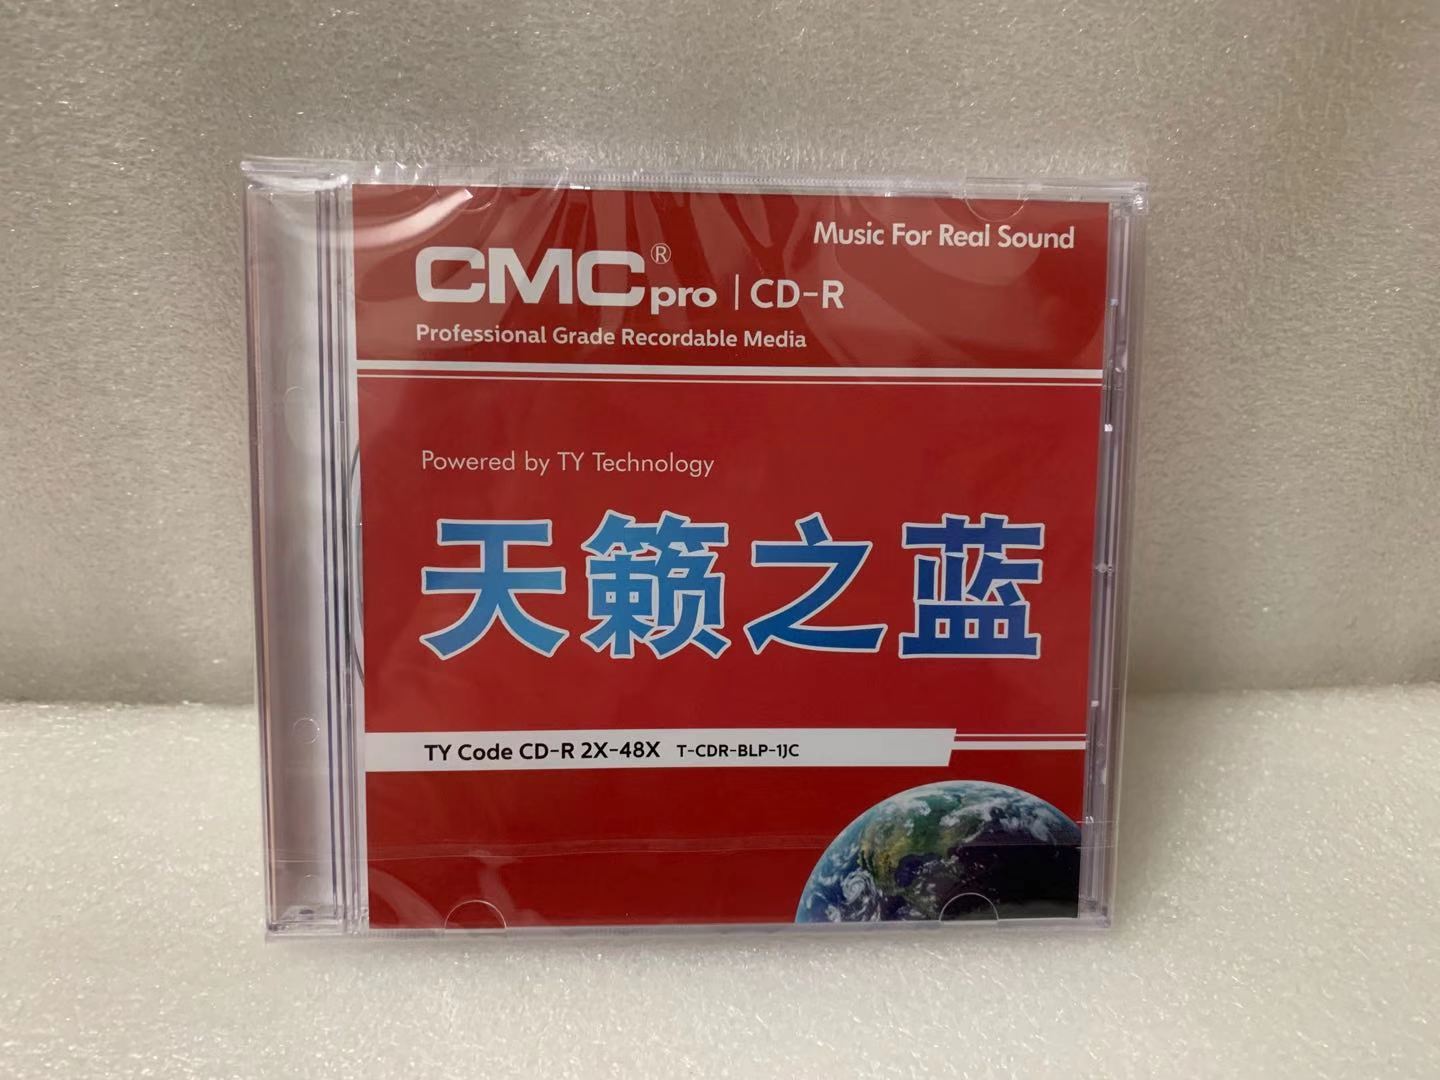 Music For Real Sound
CMC® pro | CD-R
Professional Grade Recordable Media
Powered by TY Technology
天籁之蓝
TY Code CD-R 2X-48X T-CDR-BLP-1JC